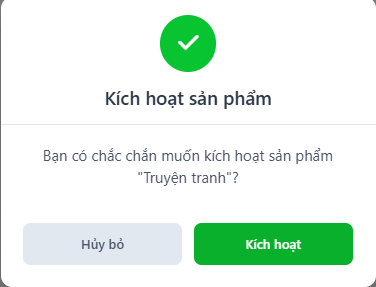 Kích hoạt sản phẩm
Bạn có chắc chắn muốn kích hoạt sản phẩm
"Truyện tranh"?
Hủy bỏ
Kích hoạt